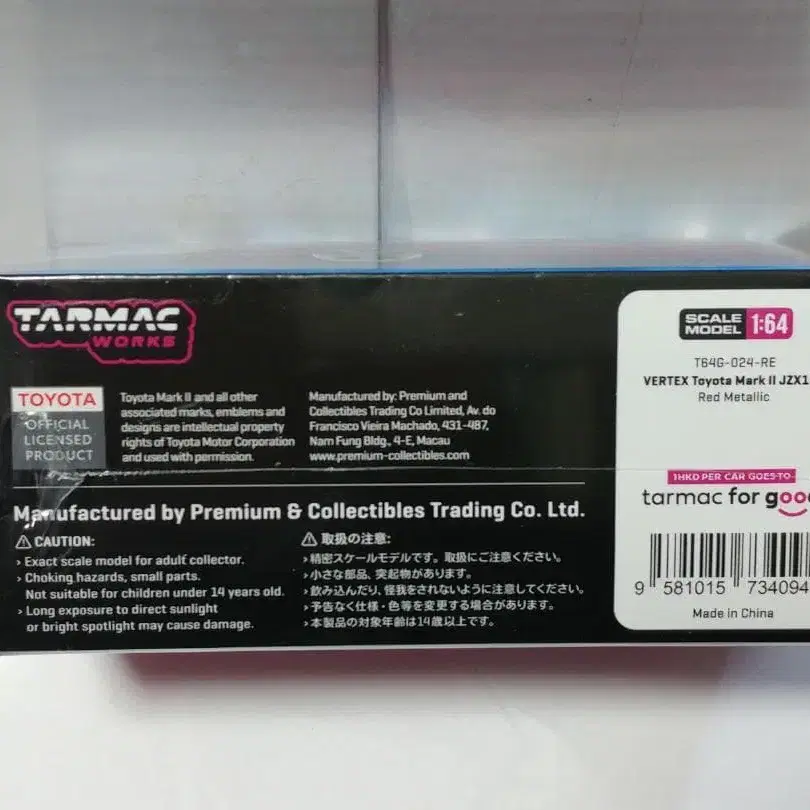 TARMAC
WORKS
TOYOTA
OFFICIAL
LICENSED
PRODUCT
Toyota Mark II and all other
associated marks, emblems and
designs are intellectual property
rights of Toyota Motor Corporation
and used with permission.
Manufactured by: Premium and
Collectibles Trading Co Limited, Av. do
Francisco Vieira Machado, 431-487,
Nam Fung Bldg., 4-E, Macau
www.premium-collectibles.com
Manufactured by Premium & Collectibles Trading Co. Ltd.
CAUTION:
› Exact scale model for adult collector.
› Choking hazards, small parts.
Not suitable for children under 14 years old.
› Long exposure to direct sunlight
or bright spotlight may cause damage.
取扱の注意:
›精密スケールモデルです。取扱にご注意ください。
›小さな部品、突起物があります。
›飲み込んだり、怪我をされないように注意してください。
›予告なく仕様・色等を変更する場合があります。
›本製品の対象年齢は14歳以上です。
SCALE
MODEL 1:64
T64G-024-RE
VERTEX Toyota Mark II JZX1
Red Metallic
1HKD PER CAR GOES TO
tarmac for good
9 581015 734094
Made in China